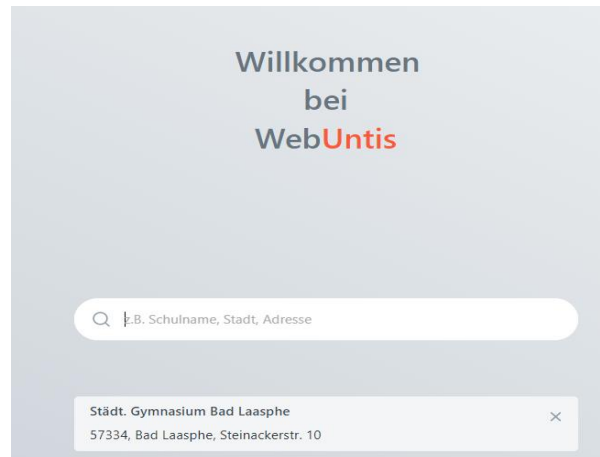 Willkommen
bei
WebUntis
z.B. Schulname, Stadt, Adresse
Städt. Gymnasium Bad Laasphe
57334, Bad Laasphe, Steinackerstr. 10